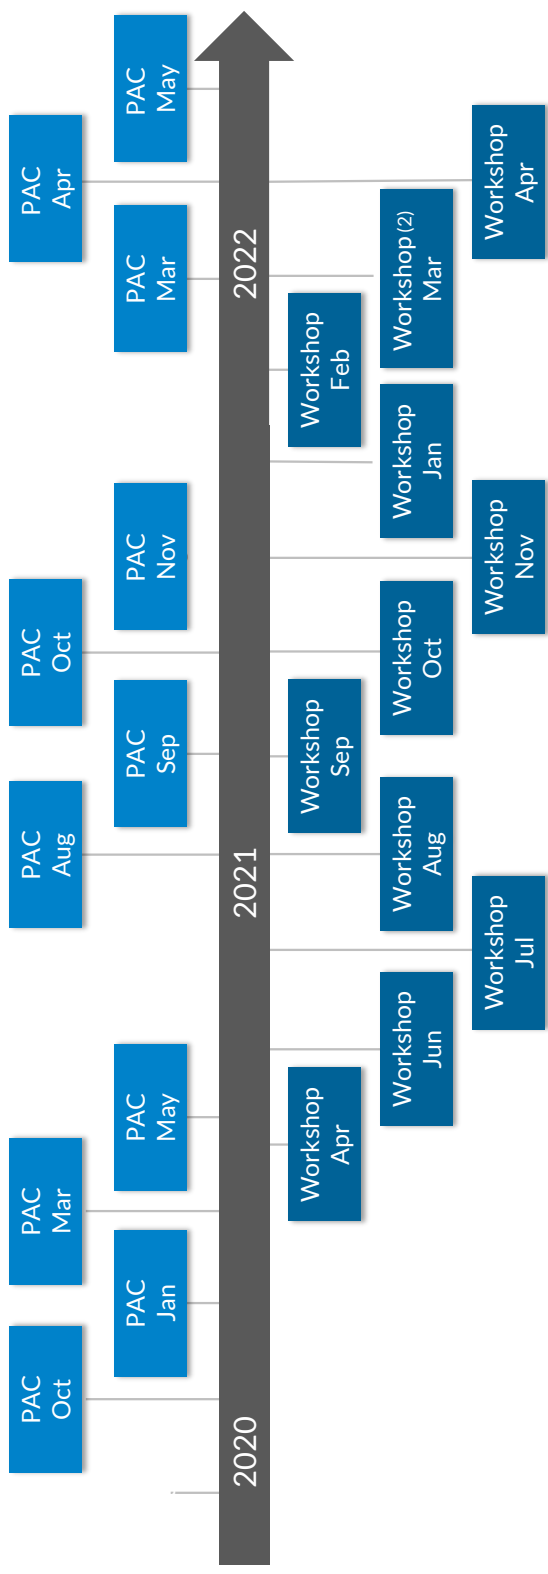 PAC
Oct
PAC
Jan
PAC
Mar
PAC
May
PAC
Aug
PAC
Sep
PAC
Oct
PAC
Nov
PAC
Mar
PAC
Apr
PAC
May
2020
2021
2022
Workshop
Apr
Workshop
Jun
Workshop
Jul
Workshop
Aug
Workshop
Sep
Workshop
Oct
Workshop
Nov
Workshop
Jan
Workshop
Feb
Workshop (2)
Mar
Workshop
Apr